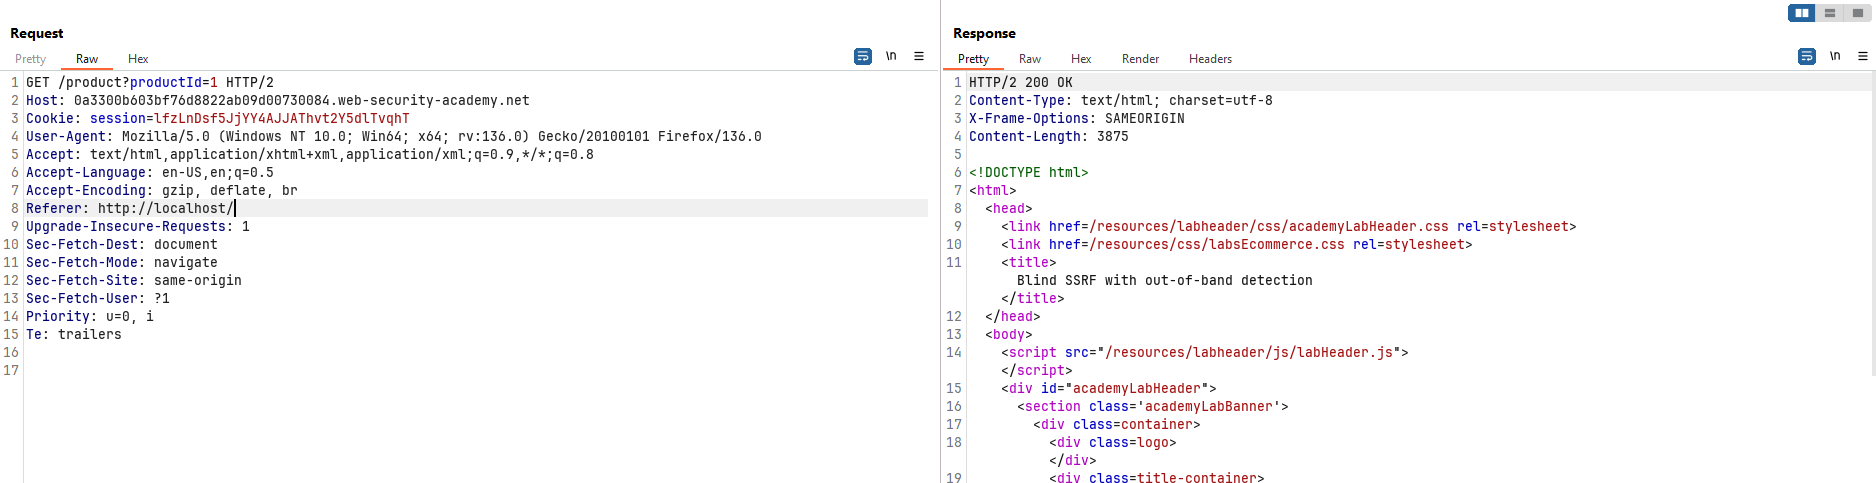 Request
Pretty Raw Hex
\n
1 GET /product?productId=1 HTTP/2
2 Host: 0a3300b603bf76d8822ab09d00730084.web-security-academy.net
3 Cookie: session=lfzLnDsf5JjYY4AJJAThvt2Y5dlTvqhT
4 User-Agent: Mozilla/5.0 (Windows NT 10.0; Win64; x64; rv:136.0) Gecko/20100101 Firefox/136.0
5 Accept: text/html,application/xhtml+xml,application/xml;q=0.9,*/*;q=0.8
6 Accept-Language: en-US,en;q=0.5
7 Accept-Encoding: gzip, deflate, br
8 Referer: http://localhost/
9 Upgrade-Insecure-Requests: 1
10 Sec-Fetch-Dest: document
11 Sec-Fetch-Mode: navigate
12 Sec-Fetch-Site: same-origin
13 Sec-Fetch-User: ?1
14 Priority: u=0, i
15 Te: trailers
16
17
Response
Pretty Raw Hex Render Headers
\n
1 HTTP/2 200 OK
2 Content-Type: text/html; charset=utf-8
3 X-Frame-Options: SAMEORIGIN
4 Content-Length: 3875
5
6 <!DOCTYPE html>
7 <html>
8 <head>
9 <link href=/resources/labheader/css/academyLabHeader.css rel=stylesheet>
10 <link href=/resources/css/labsEcommerce.css rel=stylesheet>
11 <title>
Blind SSRF with out-of-band detection
</title>
12 </head>
13 <body>
14 <script src="/resources/labheader/js/labHeader.js">
</script>
15 <div id="academyLabHeader">
16 <section class='academyLabBanner'>
17 <div class=container>
18 <div class=logo>
</div>
19 <div class=title-container>